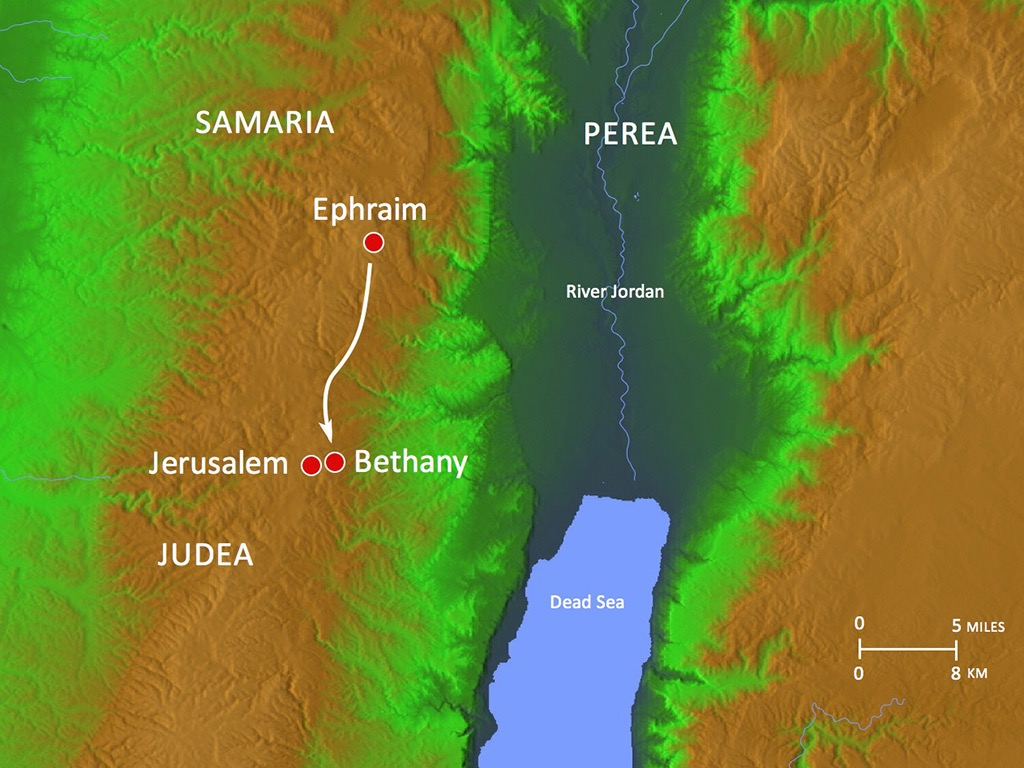 SAMARIA
PEREA
Ephraim
River Jordan
Jerusalem
Bethany
JUDEA
Dead Sea
0 5 MILES
0 8 KM